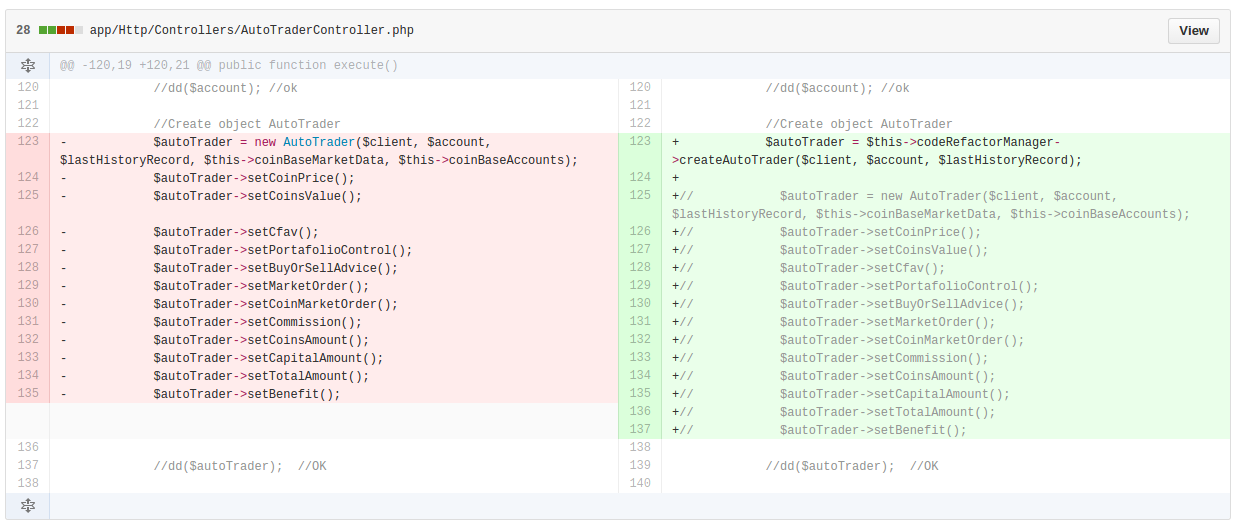 28 app/Http/Controllers/AutoTraderController.php View
@@ -120,19 +120,21 @@ public function execute()
120 //dd($account); //ok 120 //dd($account); //ok
121 121
122 //Create object AutoTrader 122 //Create object AutoTrader
123 - $autoTrader = new AutoTrader($client, $account, 123 + $autoTrader = $this->codeRefactorManager-
$lastHistoryRecord, $this->coinBaseMarketData, $this->coinBaseAccounts); >createAutoTrader($client, $account, $lastHistoryRecord);
124 - $autoTrader->setCoinPrice(); 124 +
125 - $autoTrader->setCoinsValue(); 125 +// $autoTrader = new AutoTrader($client, $account,
$lastHistoryRecord, $this->coinBaseMarketData, $this->coinBaseAccounts);
126 - $autoTrader->setCfav(); 126 +// $autoTrader->setCoinPrice();
127 - $autoTrader->setPortafolioControl(); 127 +// $autoTrader->setCoinsValue();
128 - $autoTrader->setBuyOrSellAdvice(); 128 +// $autoTrader->setCfav();
129 - $autoTrader->setMarketOrder(); 129 +// $autoTrader->setPortafolioControl();
130 - $autoTrader->setCoinMarketOrder(); 130 +// $autoTrader->setBuyOrSellAdvice();
131 - $autoTrader->setCommission(); 131 +// $autoTrader->setMarketOrder();
132 - $autoTrader->setCoinsAmount(); 132 +// $autoTrader->setCoinMarketOrder();
133 - $autoTrader->setCapitalAmount(); 133 +// $autoTrader->setCommission();
134 - $autoTrader->setTotalAmount(); 134 +// $autoTrader->setCoinsAmount();
135 - $autoTrader->setBenefit(); 135 +// $autoTrader->setCapitalAmount();
136 +// $autoTrader->setTotalAmount();
137 +// $autoTrader->setBenefit();
136 138
137 //dd($autoTrader); //OK 139 //dd($autoTrader); //OK
138 140